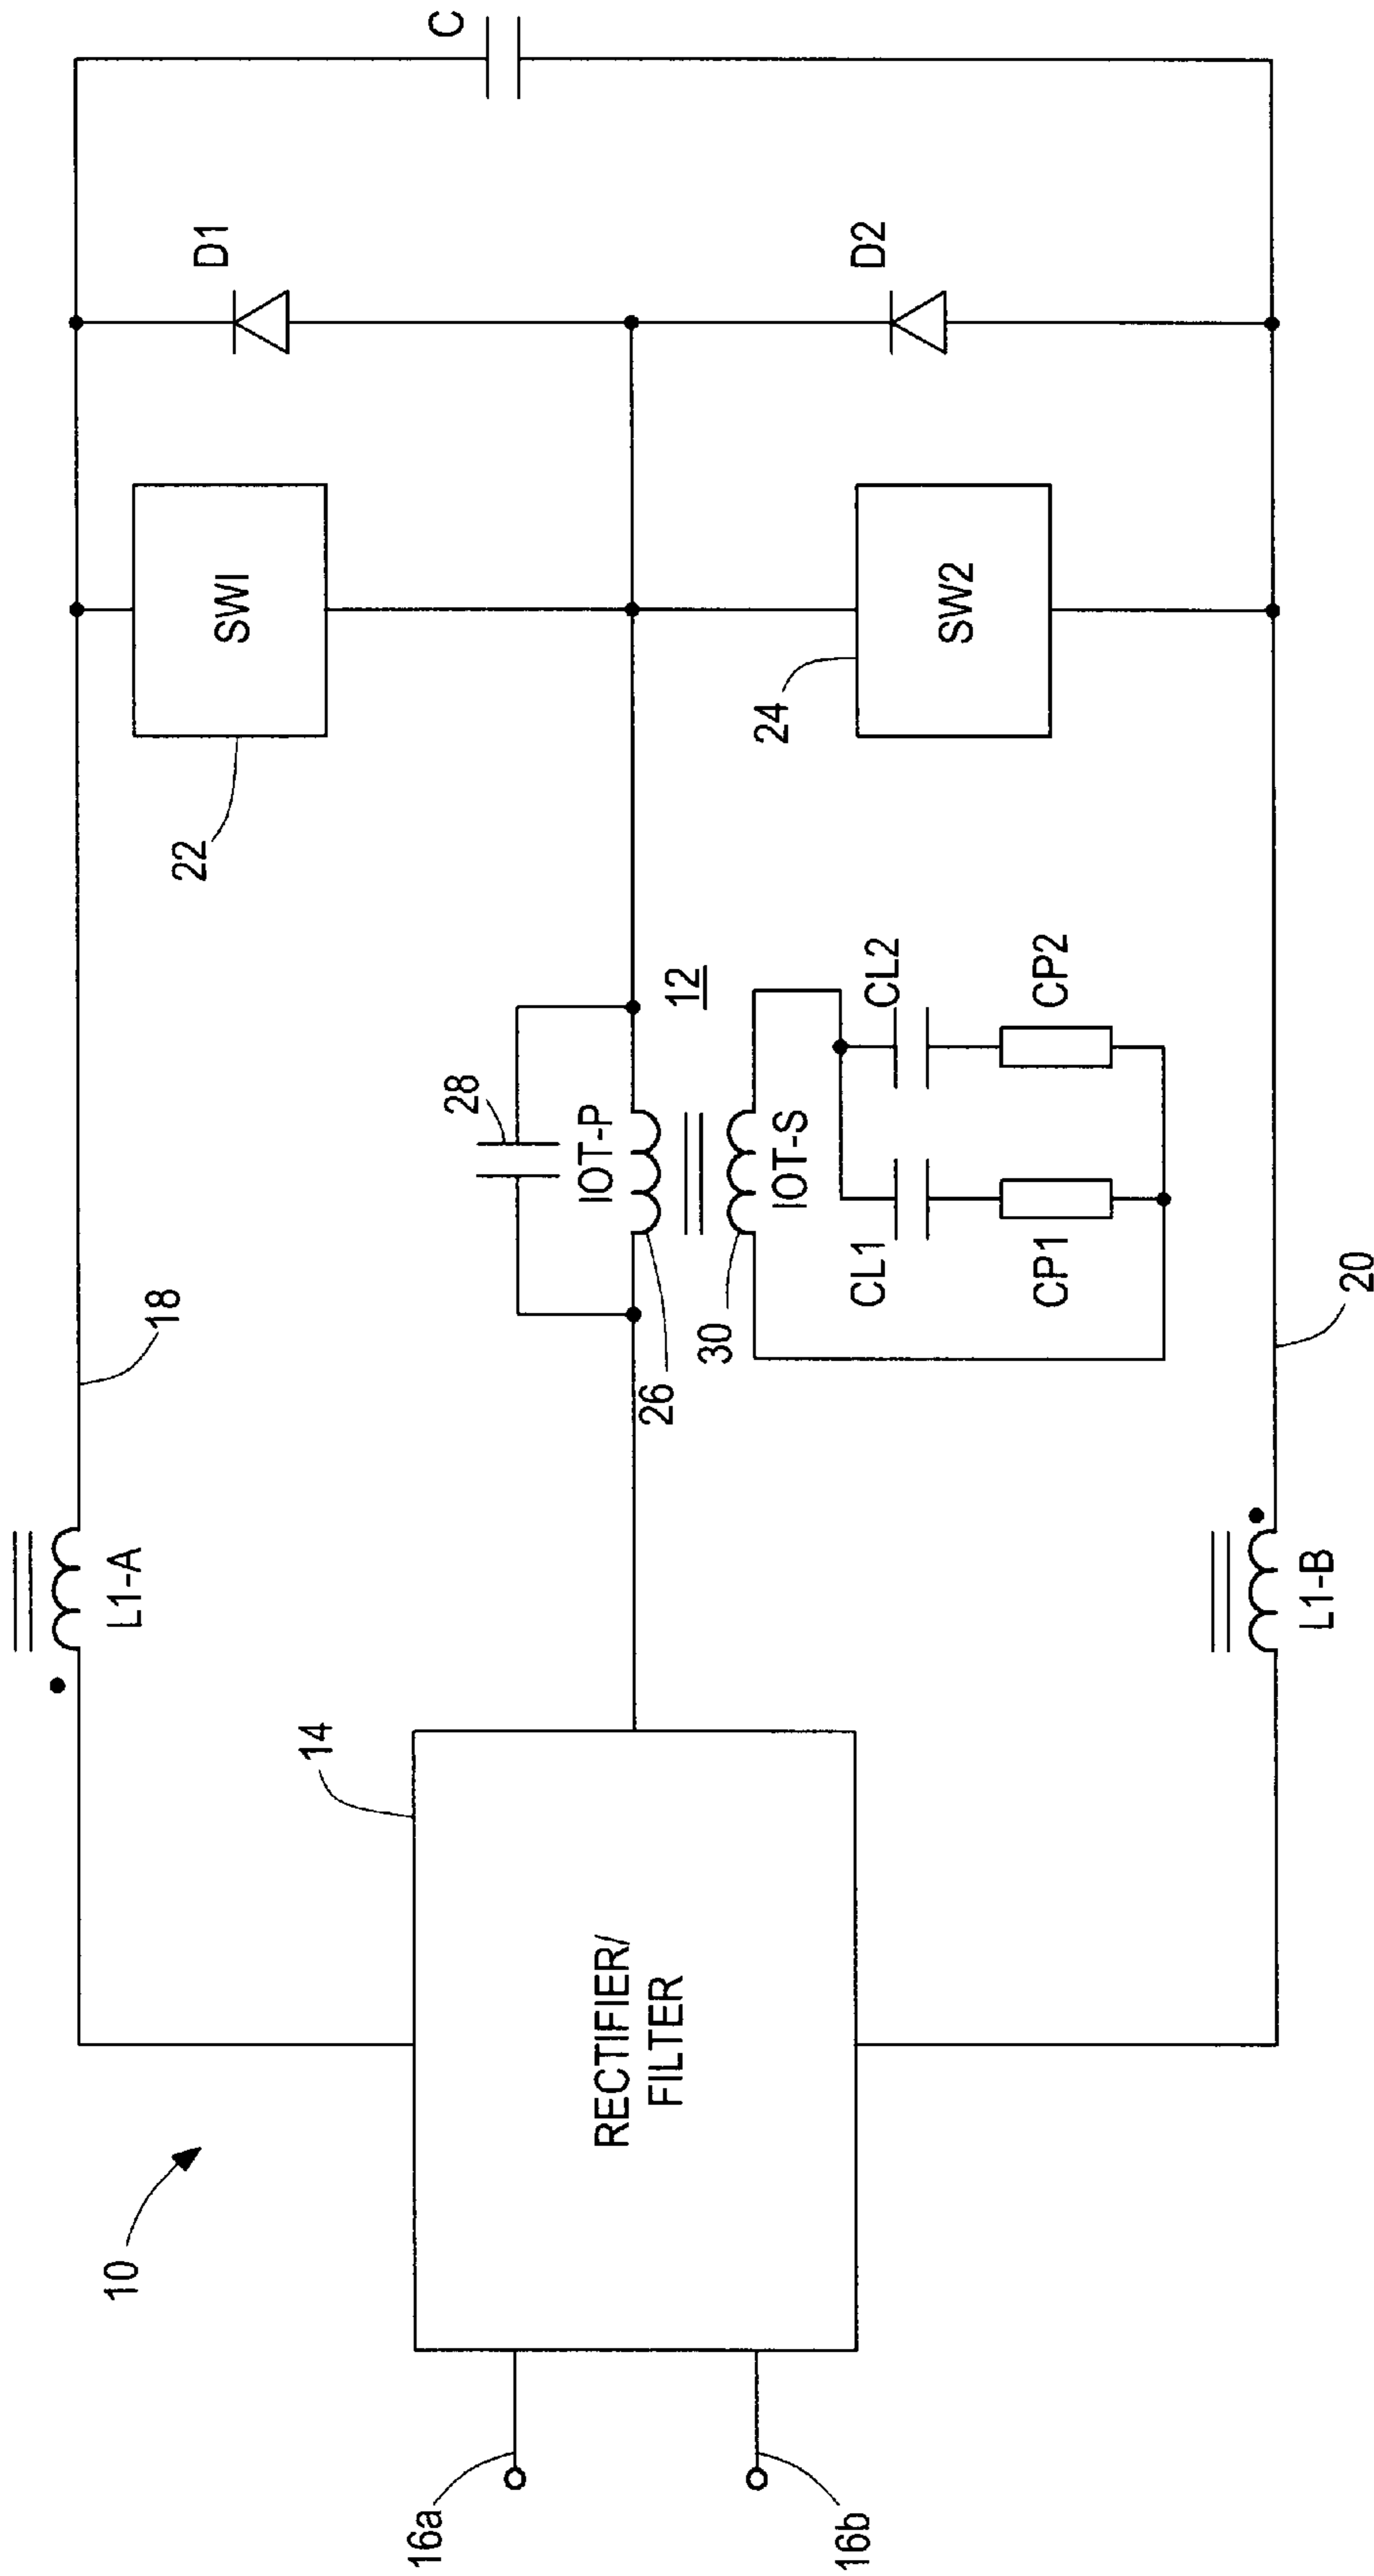 C
D1
D2
SW1
SW2
22
24
12
28
IOT-P
IOT-S
CL2
CP2
CL1
CP1
26
30
18
20
L1-A
L1-B
14
RECTIFIER/
FILTER
10
16a
16b